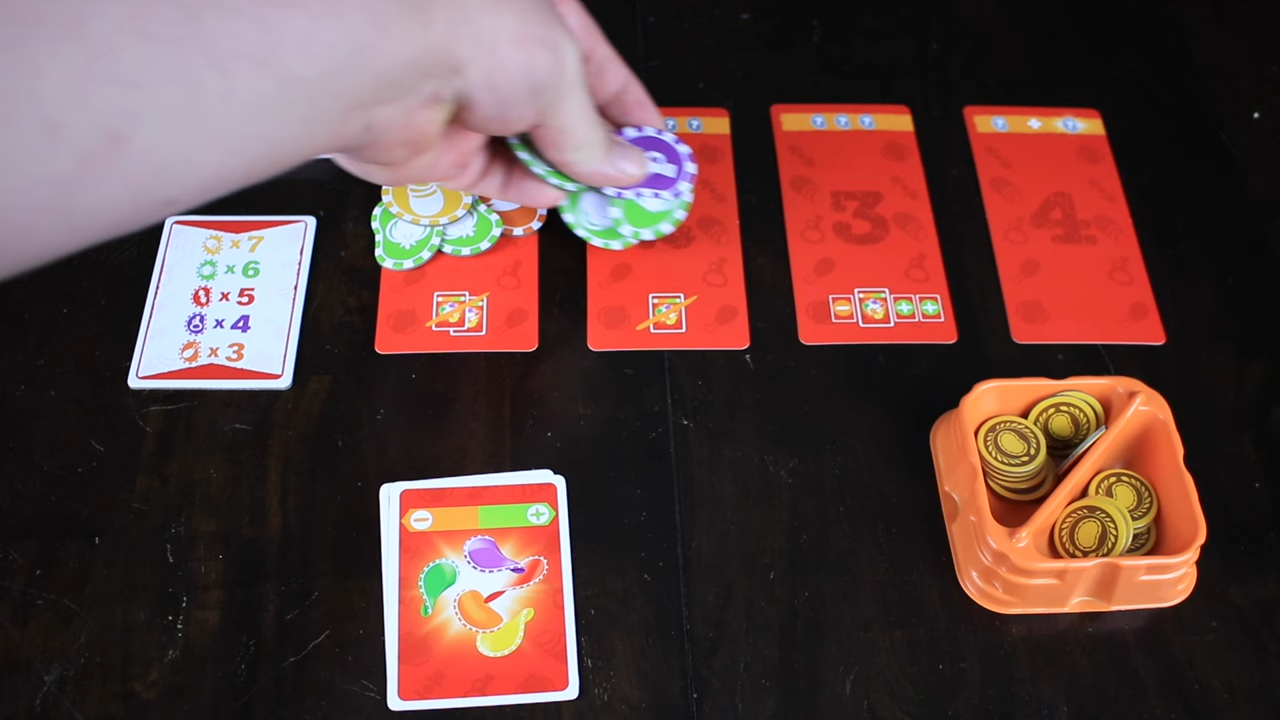 x7
x6
x5
x4
x3
? ?
? ? ?
3
? + ?
4
- + +
- +